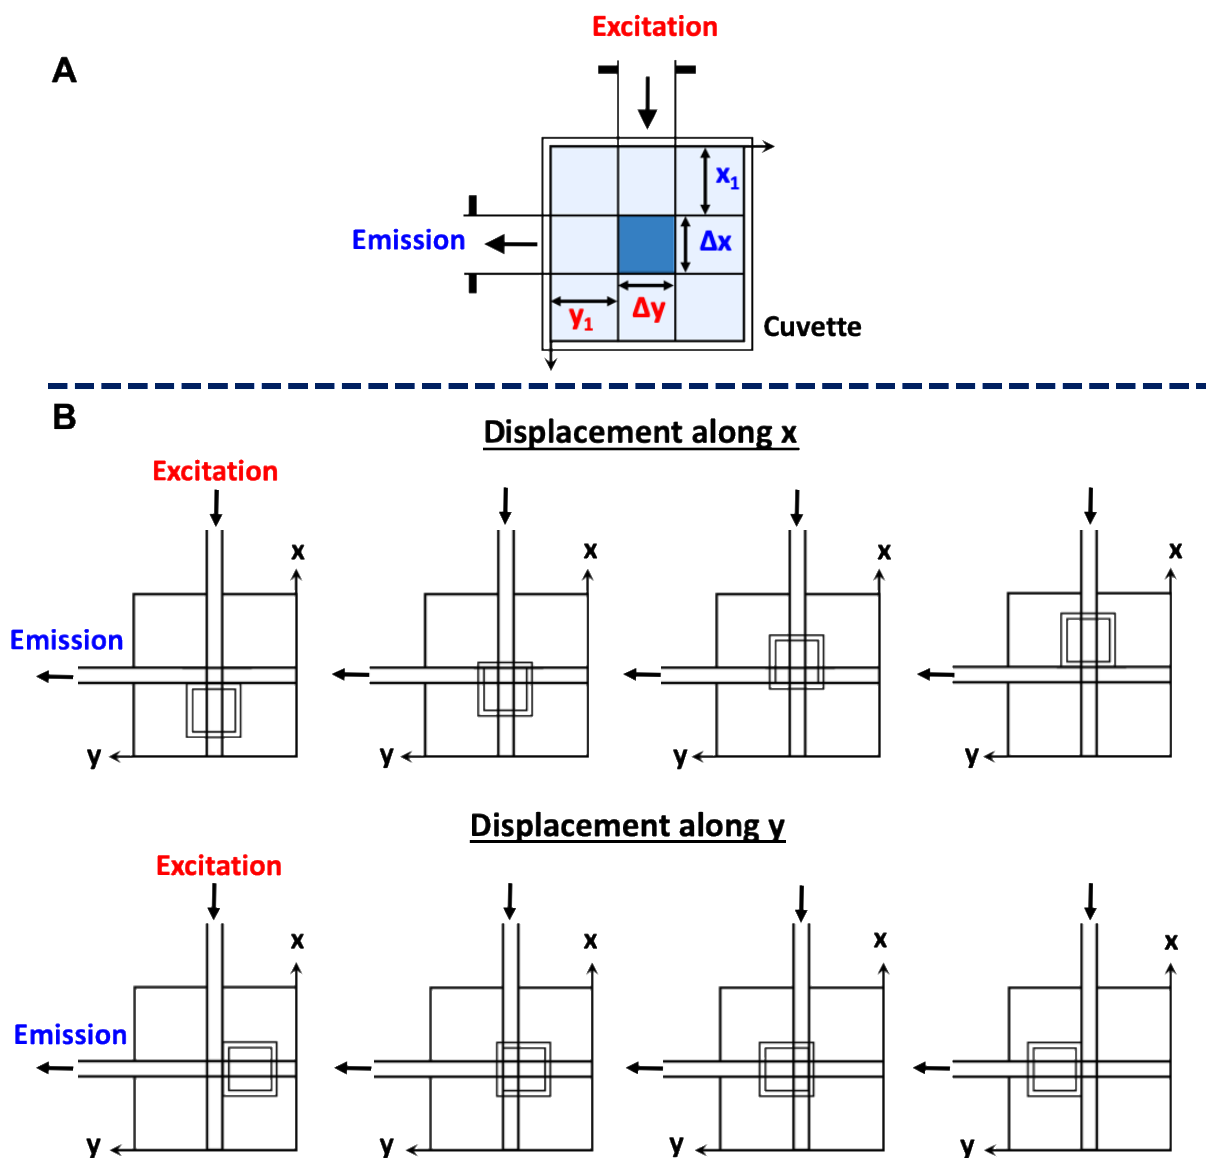 A
Excitation
x₁
Emission
Δx
y₁
Δy
Cuvette
B
Displacement along x
Excitation
x
x
x
x
Emission
y
y
y
y
Displacement along y
Excitation
x
x
x
x
Emission
y
y
y
y